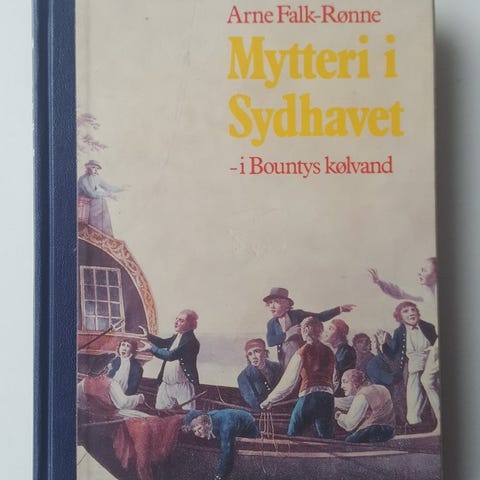 Arne Falk-Rønne
Mytteri i
Sydhavet
- i Bountys kølvand